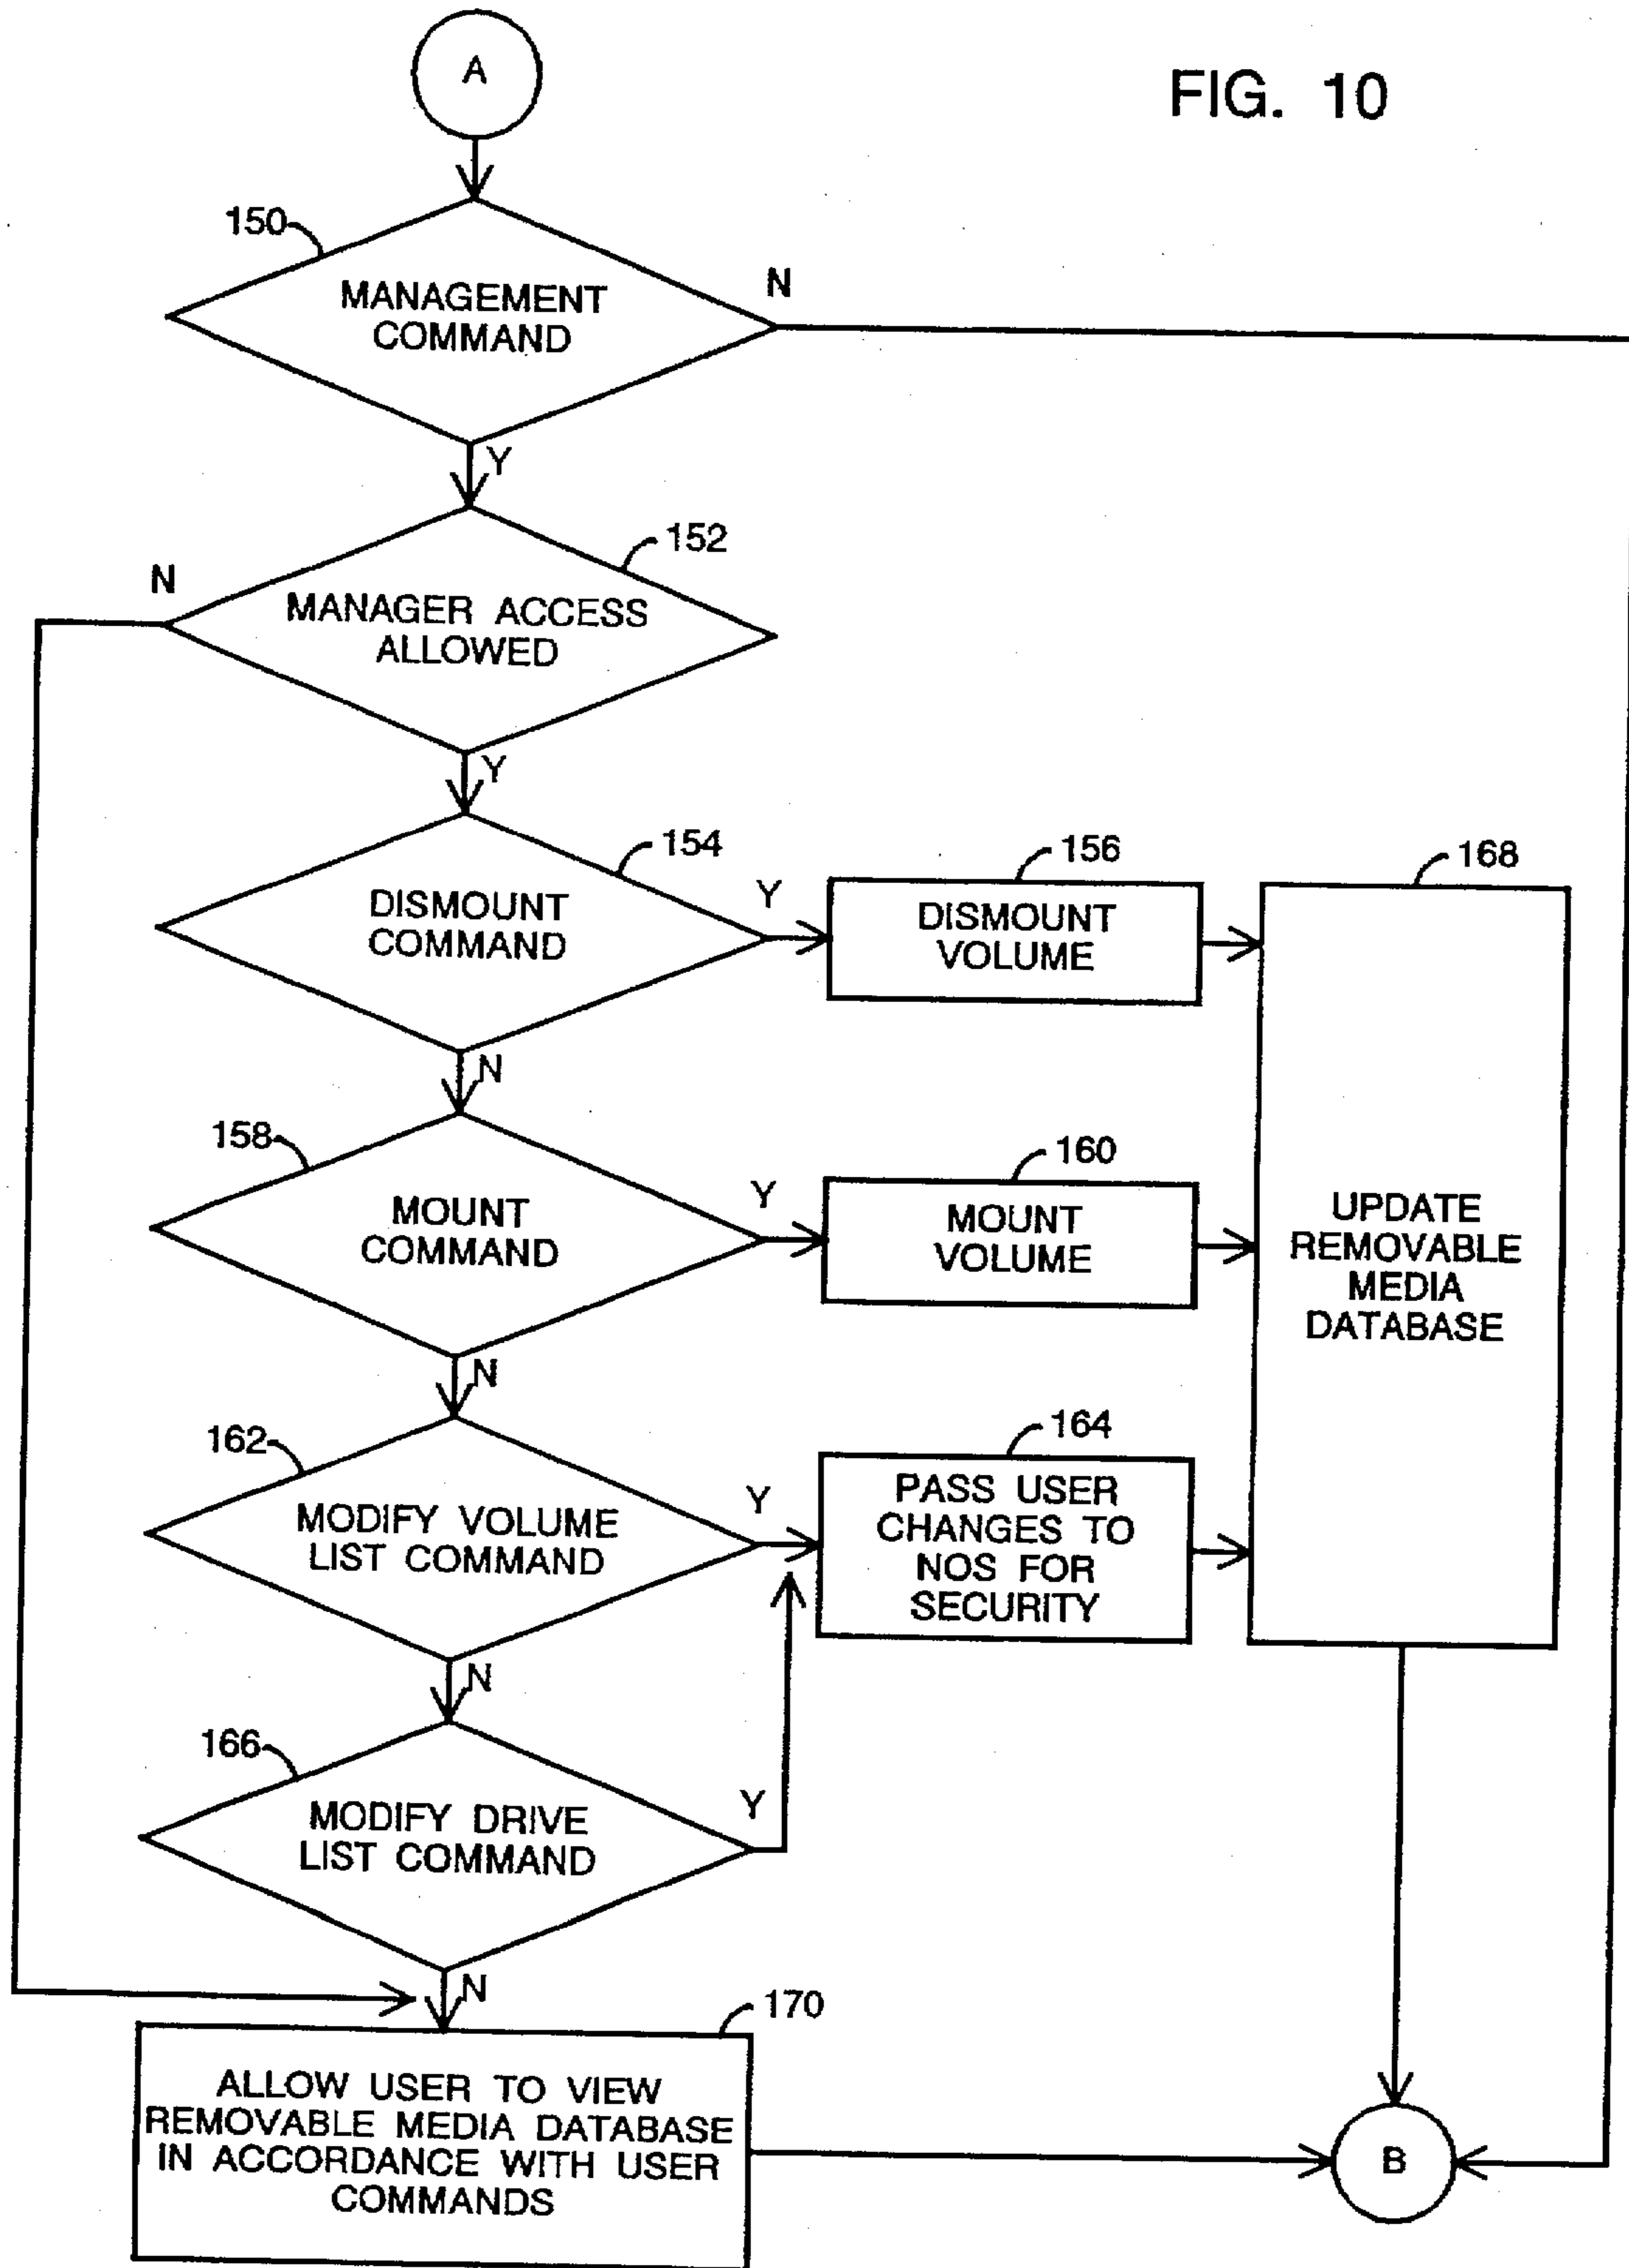 A
FIG. 10
150
MANAGEMENT
COMMAND
N
Y
152
N
MANAGER ACCESS
ALLOWED
Y
154
DISMOUNT
COMMAND
Y
156
DISMOUNT
VOLUME
168
UPDATE
REMOVABLE
MEDIA
DATABASE
N
158
MOUNT
COMMAND
Y
160
MOUNT
VOLUME
N
162
MODIFY VOLUME
LIST COMMAND
Y
164
PASS USER
CHANGES TO
NOS FOR
SECURITY
N
166
MODIFY DRIVE
LIST COMMAND
Y
N
170
ALLOW USER TO VIEW
REMOVABLE MEDIA DATABASE
IN ACCORDANCE WITH USER
COMMANDS
B